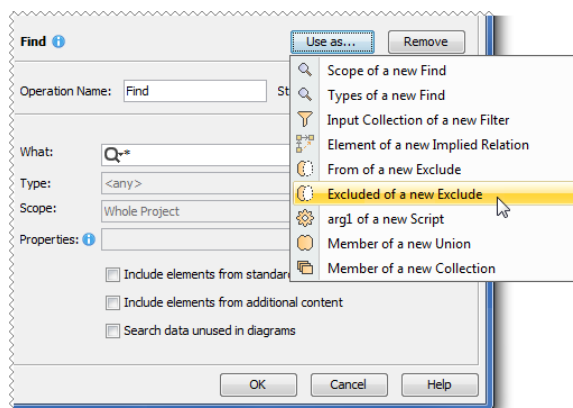 Find
Use as...
Remove
Scope of a new Find
Operation Name:
Find
St
Types of a new Find
Input Collection of a new Filter
Element of a new Implied Relation
What:
*
From of a new Exclude
Type:
<any>
Excluded of a new Exclude
Scope:
Whole Project
arg1 of a new Script
Properties:
Member of a new Union
Include elements from standar
Member of a new Collection
Include elements from additional content
Search data unused in diagrams
OK
Cancel
Help